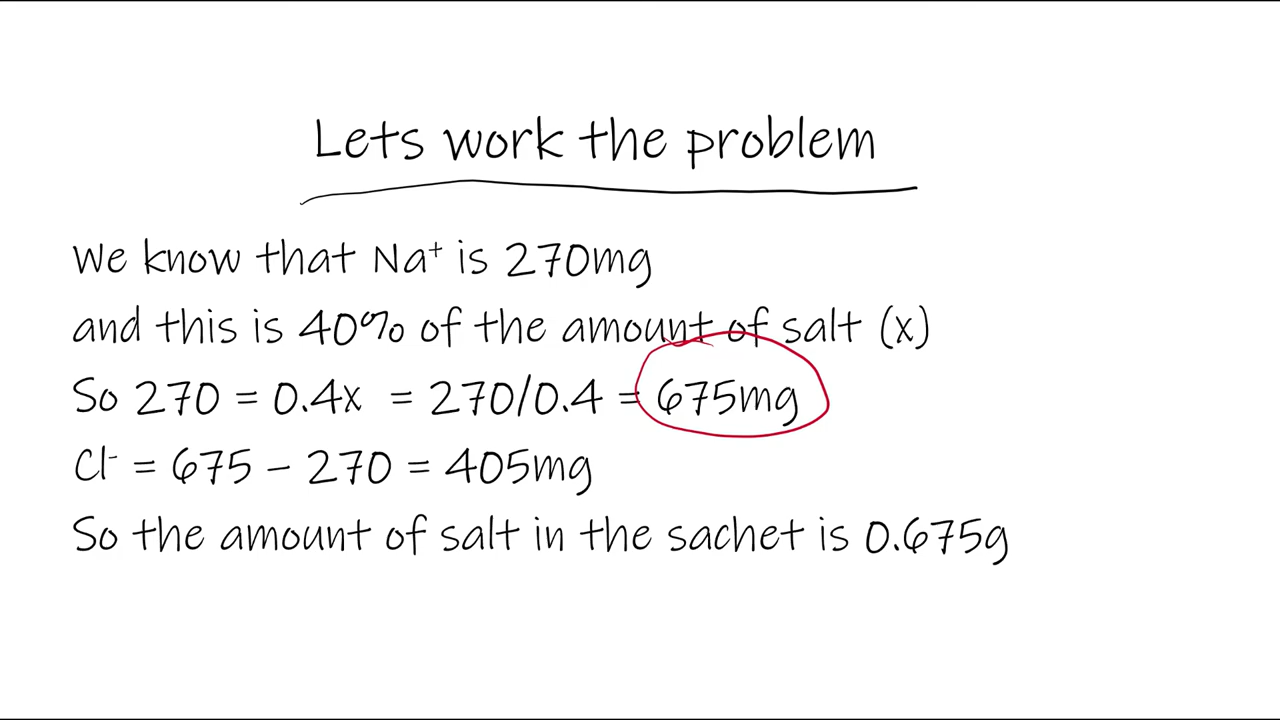 Lets work the problem
We know that Na⁺ is 270mg
and this is 40% of the amount of salt (x)
So 270 = 0.4x = 270/0.4 = 675mg
Cl⁻ = 675 – 270 = 405mg
So the amount of salt in the sachet is 0.675g